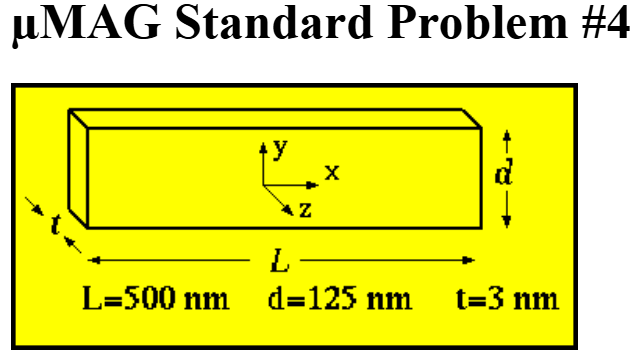 µMAG Standard Problem #4
y
x
d
z
t
L
L=500 nm d=125 nm t=3 nm